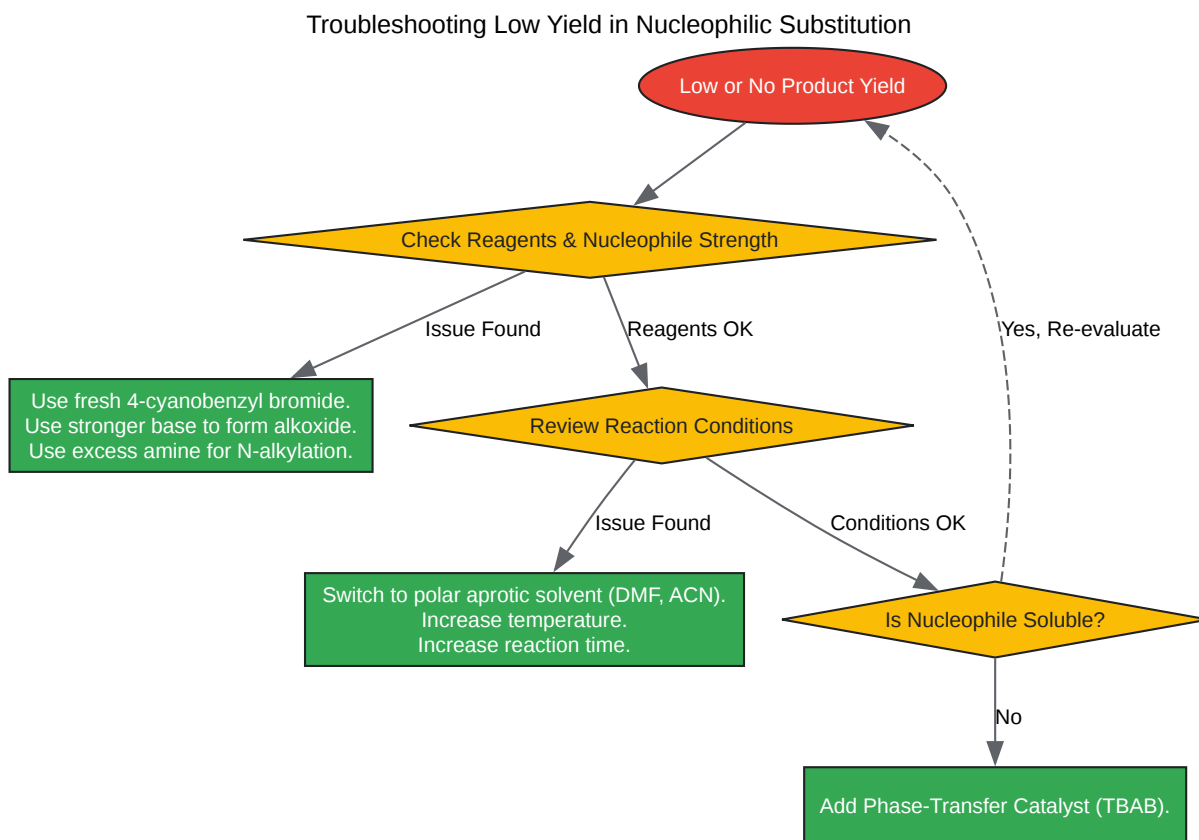 Troubleshooting Low Yield in Nucleophilic Substitution
Low or No Product Yield
Check Reagents & Nucleophile Strength
Issue Found
Reagents OK
Yes, Re-evaluate
Use fresh 4-cyanobenzyl bromide.
Use stronger base to form alkoxide.
Use excess amine for N-alkylation.
Review Reaction Conditions
Issue Found
Conditions OK
Switch to polar aprotic solvent (DMF, ACN).
Increase temperature.
Increase reaction time.
Is Nucleophile Soluble?
No
Add Phase-Transfer Catalyst (TBAB).